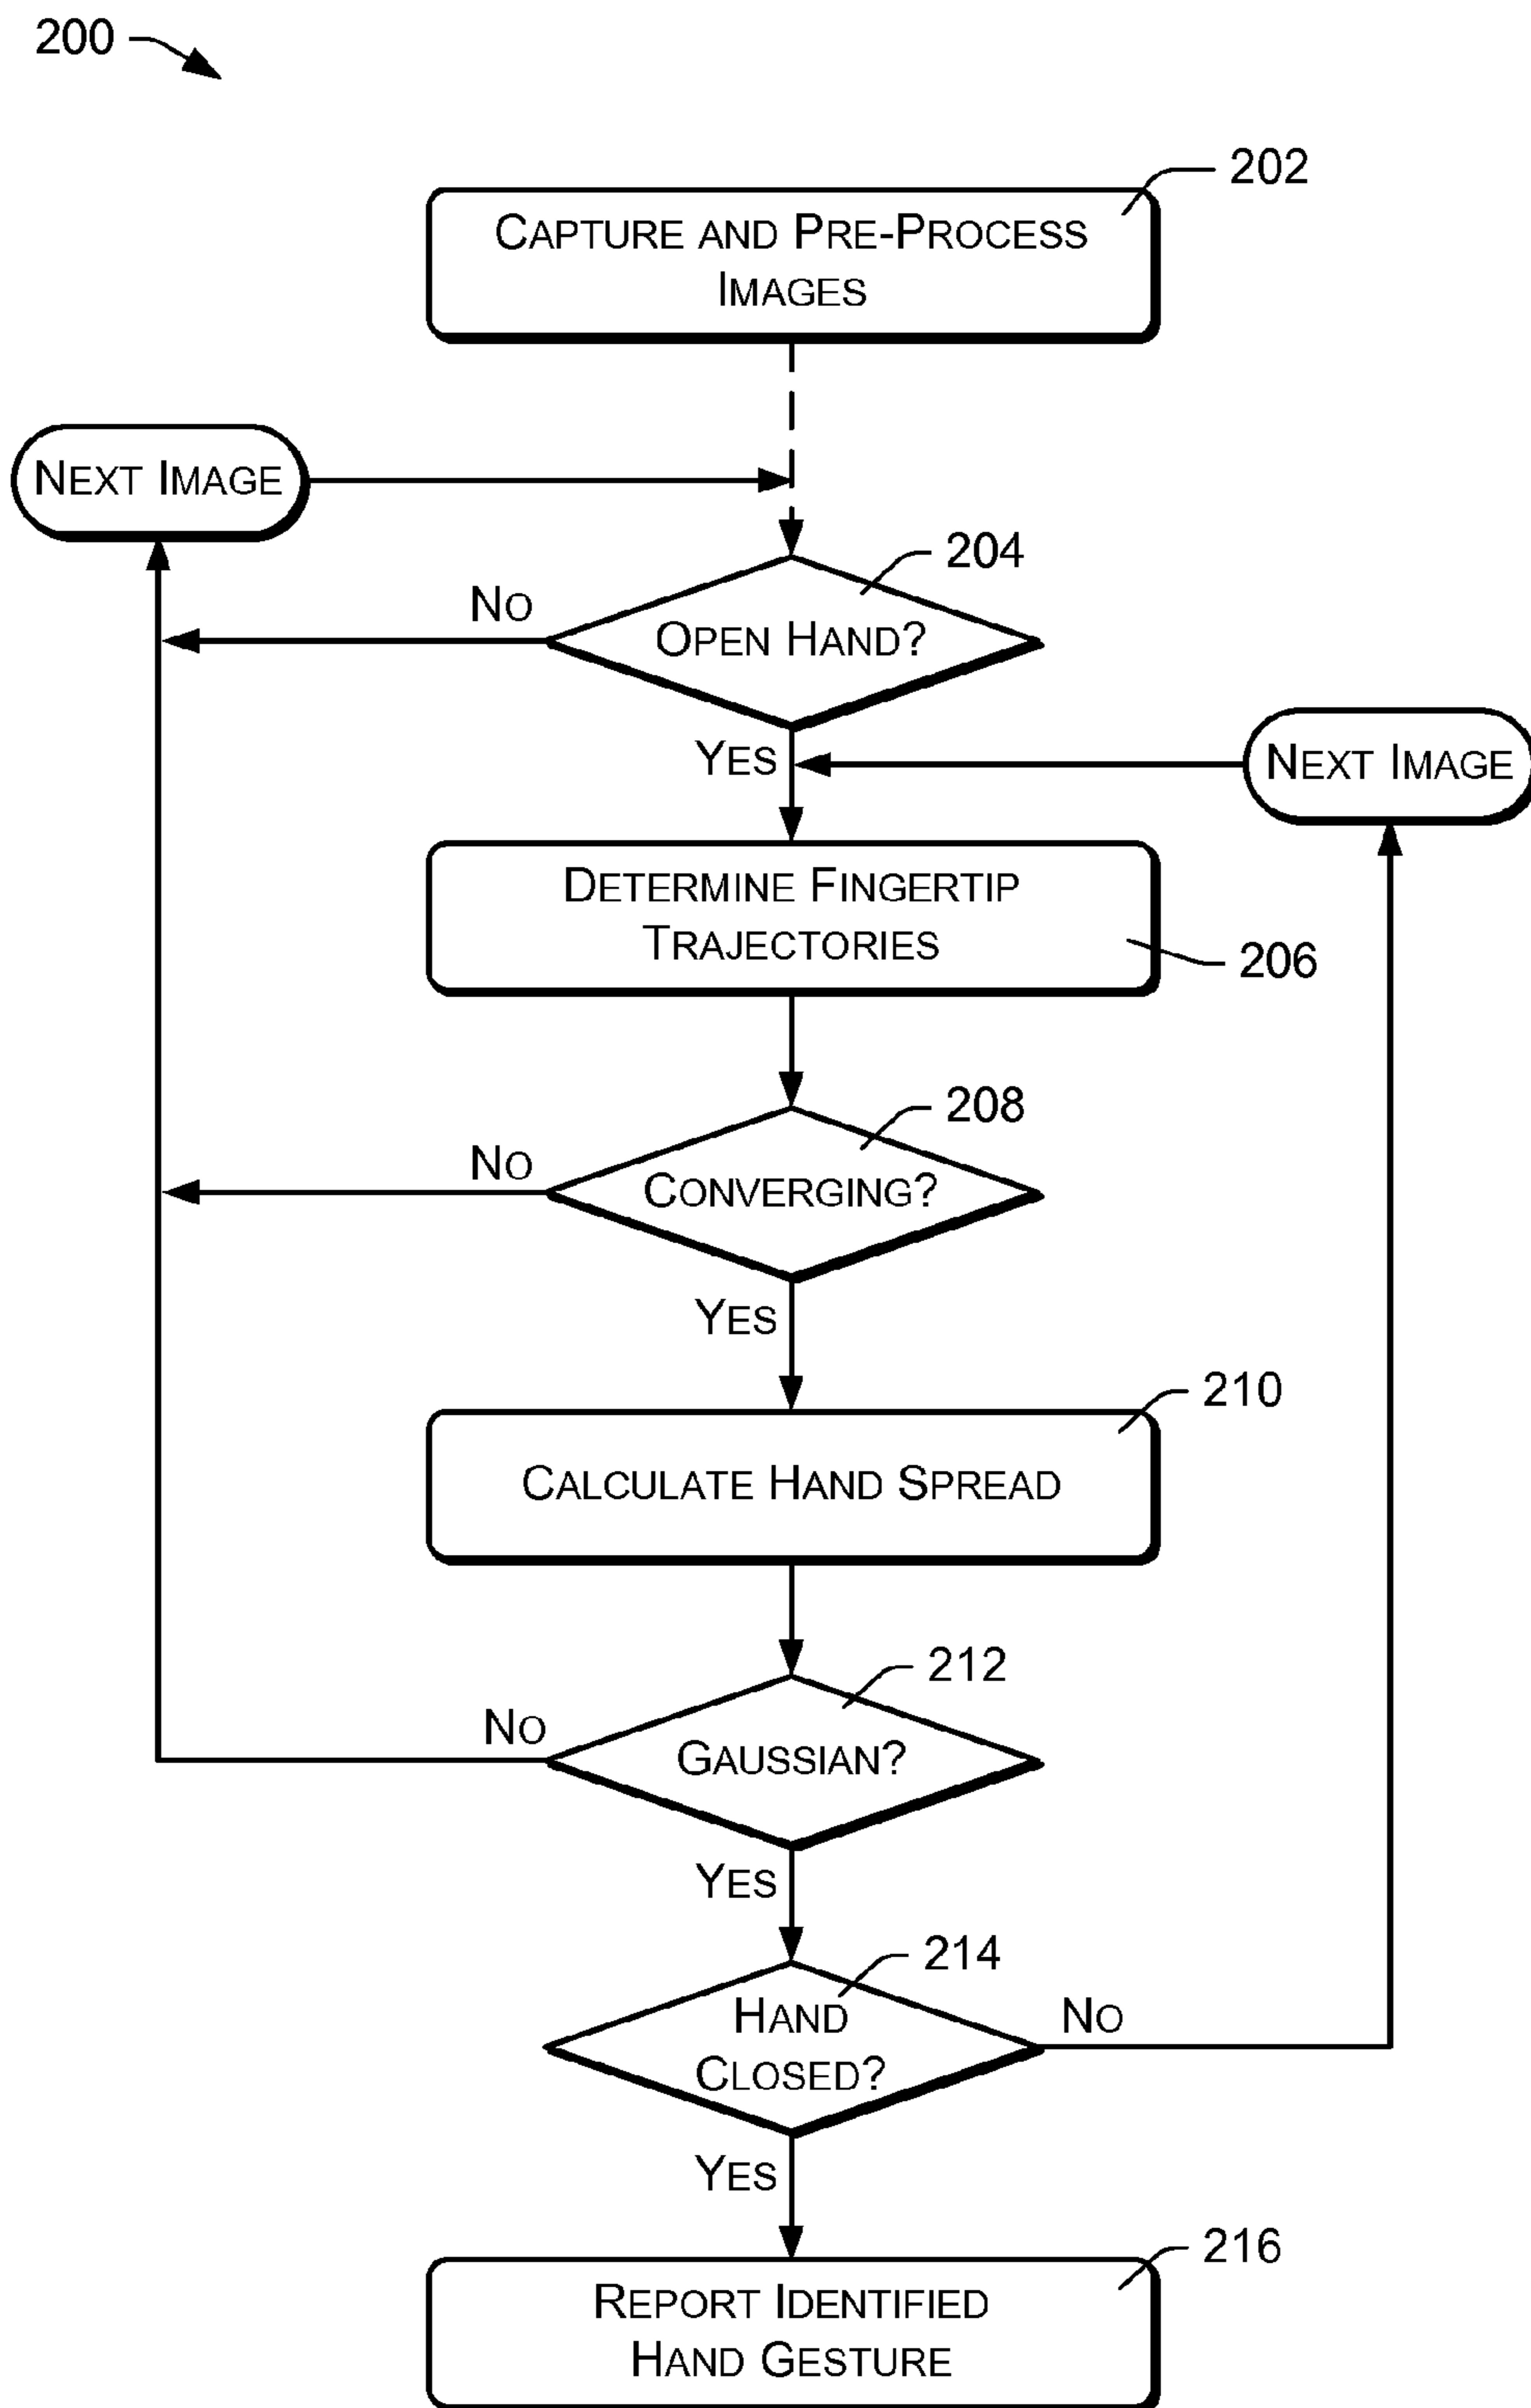 200
202
Capture and Pre-Process
Images
Next Image
204
No
Open Hand?
Yes
Next Image
Determine Fingertip
Trajectories
206
208
No
Converging?
Yes
210
Calculate Hand Spread
212
No
Gaussian?
Yes
214
Hand
Closed?
No
Yes
216
Report Identified
Hand Gesture